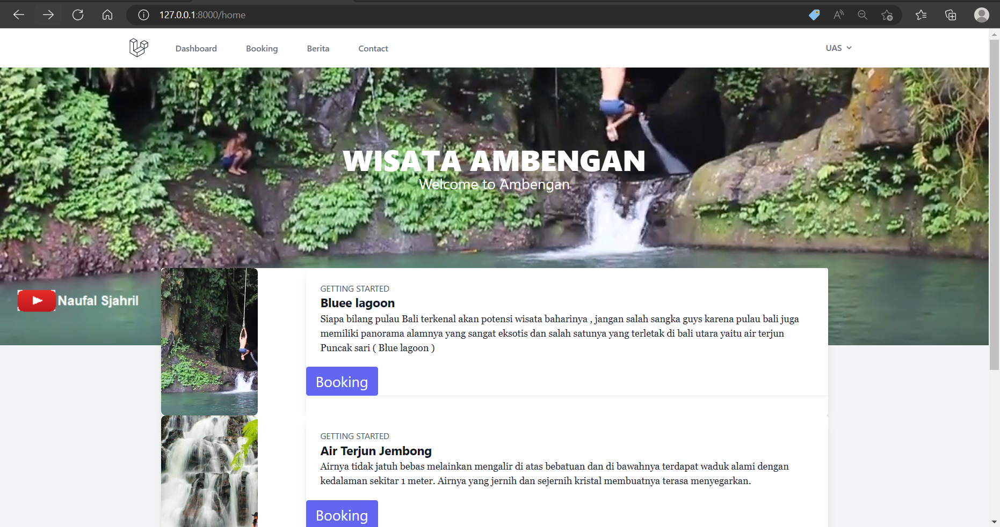 127.0.0.1:8000/home
Dashboard
Booking
Berita
Contact
UAS
WISATA AMBENGAN
Welcome to Ambengan
Naufal Sjahril
GETTING STARTED
Bluee lagoon
Siapa bilang pulau Bali terkenal akan potensi wisata baharinya , jangan salah sangka guys karena pulau bali juga
memiliki panorama alamnya yang sangat eksotis dan salah satunya yang terletak di bali utara yaitu air terjun
Puncak sari ( Blue lagoon )
Booking
GETTING STARTED
Air Terjun Jembong
Airnya tidak jatuh bebas melainkan mengalir di atas bebatuan dan di bawahnya terdapat waduk alami dengan
kedalaman sekitar 1 meter. Airnya yang jernih dan sejernih kristal membuatnya terasa menyegarkan.
Booking